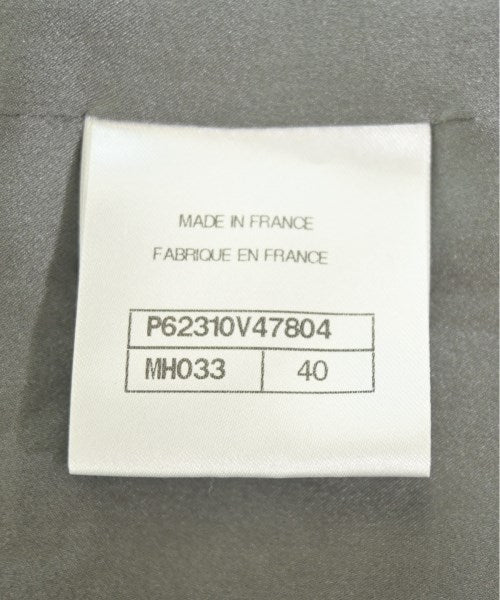 MADE IN FRANCE
FABRIQUE EN FRANCE
P62310V47804
MH033 40